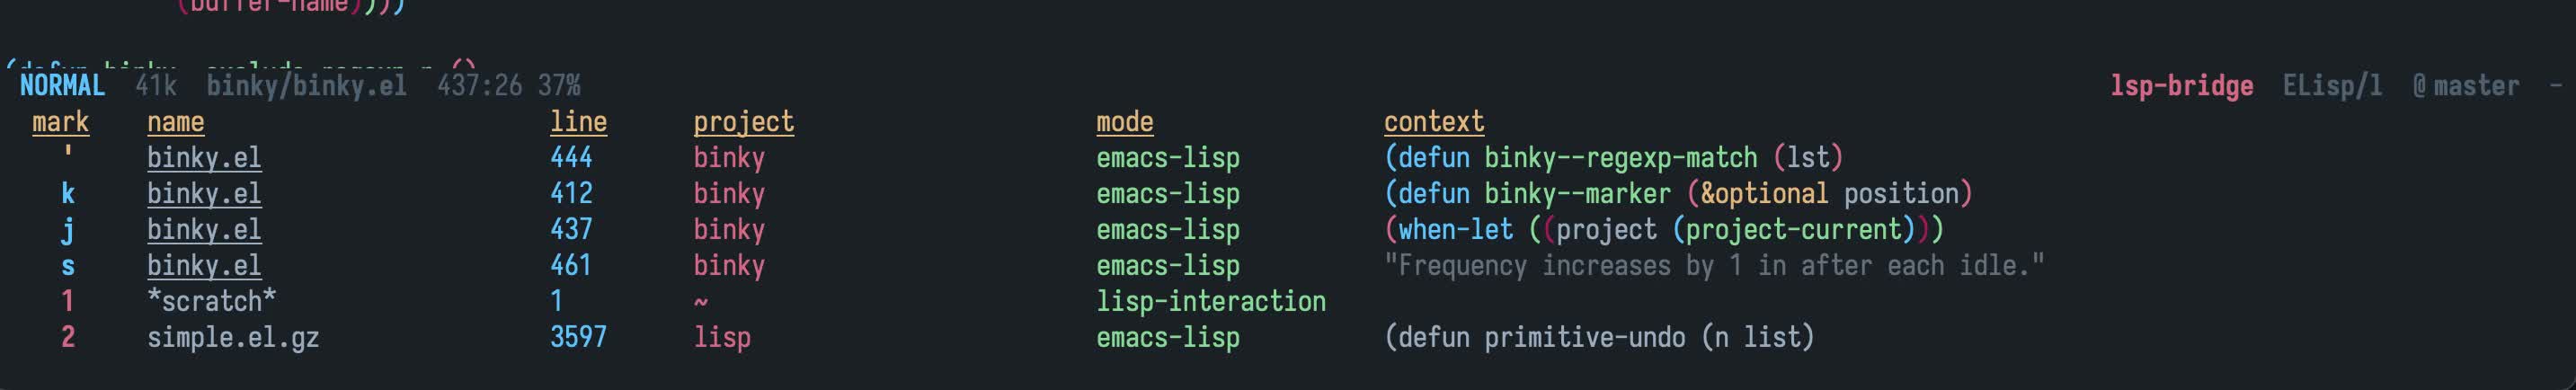 (buffer-name))))
(defun binky--exclude-regexp-p ()
NORMAL 41k binky/binky.el 437:26 37% lsp-bridge ELisp/l @master -
mark name line project mode context
' binky.el 444 binky emacs-lisp (defun binky--regexp-match (lst)
k binky.el 412 binky emacs-lisp (defun binky--marker (&optional position)
j binky.el 437 binky emacs-lisp (when-let ((project (project-current)))
s binky.el 461 binky emacs-lisp "Frequency increases by 1 in after each idle."
1 *scratch* 1 ~ lisp-interaction
2 simple.el.gz 3597 lisp emacs-lisp (defun primitive-undo (n list)